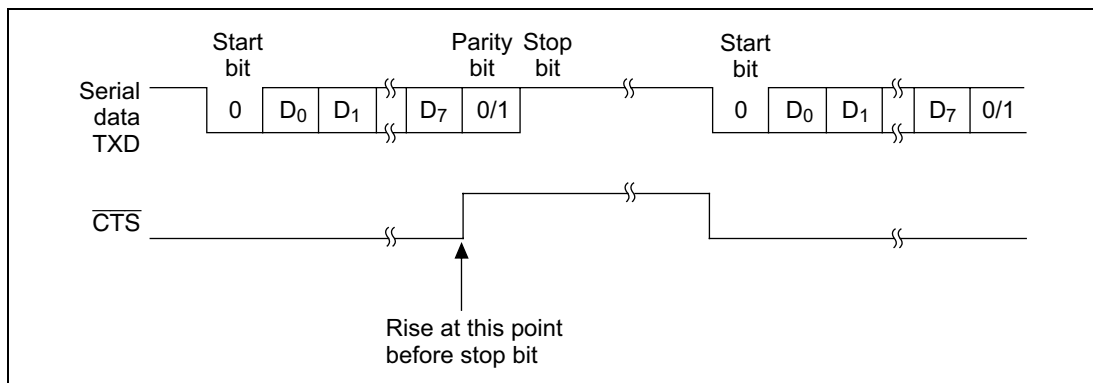 Start
bit
Parity
bit
Stop
bit
Start
bit
Serial
data
TXD
0 D0 D1 D7 0/1 0 D0 D1 D7 0/1
CTS
Rise at this point
before stop bit